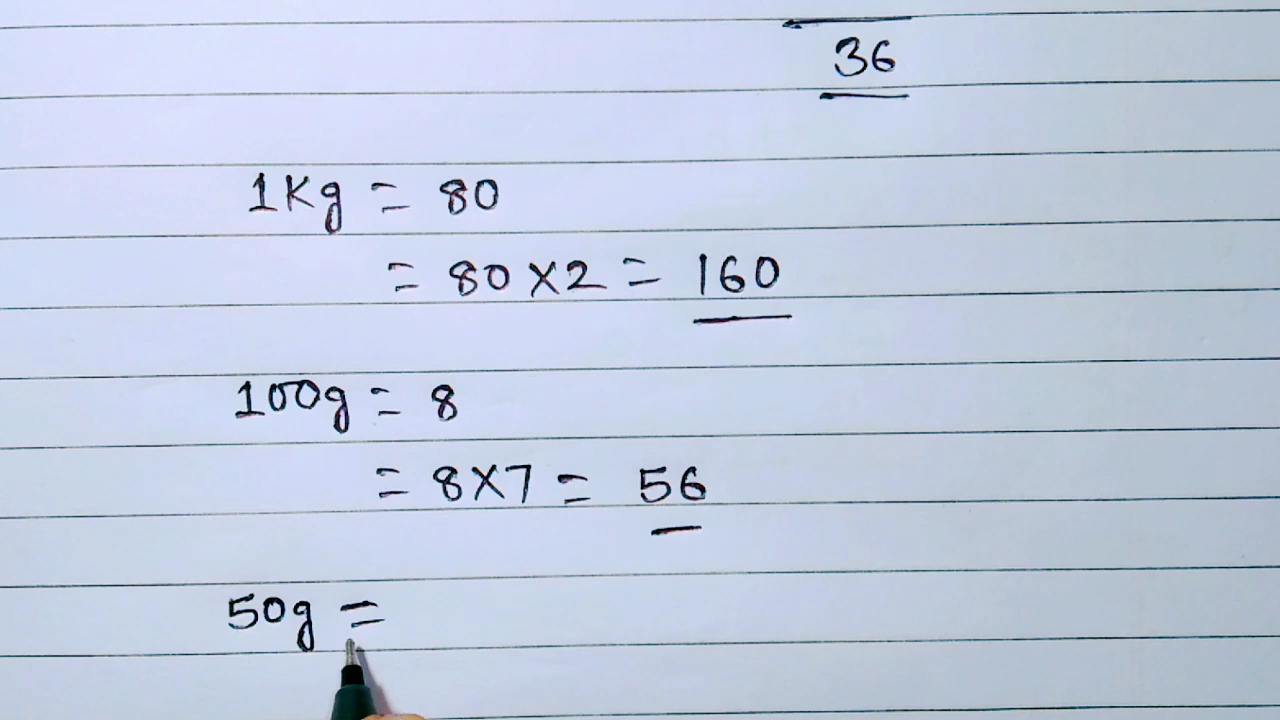 36
1Kg = 80
= 80 X 2 = 160
100g = 8
= 8 X 7 = 56
50g =